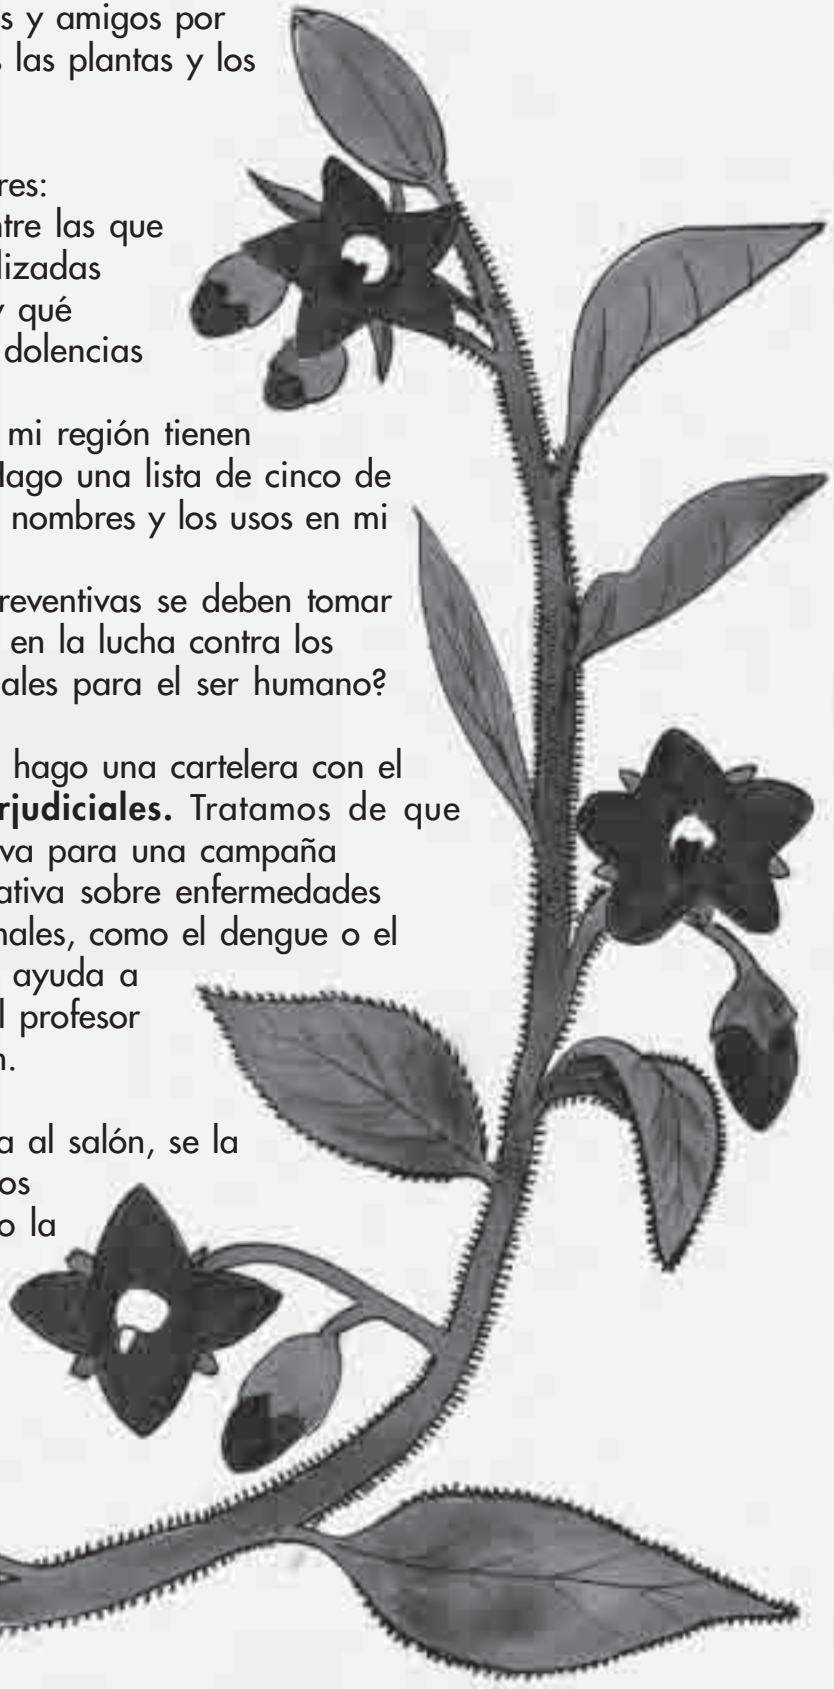 s y amigos por
s las plantas y los
res:
ntre las que
lizadas
y qué
dolencias
mi región tienen
Hago una lista de cinco de
nombres y los usos en mi
reventivas se deben tomar
en la lucha contra los
ales para el ser humano?
hago una cartelera con el
rjudiciales. Tratamos de que
va para una campaña
ativa sobre enfermedades
nales, como el dengue o el
ayuda a
l profesor
n.
a al salón, se la
os
o la